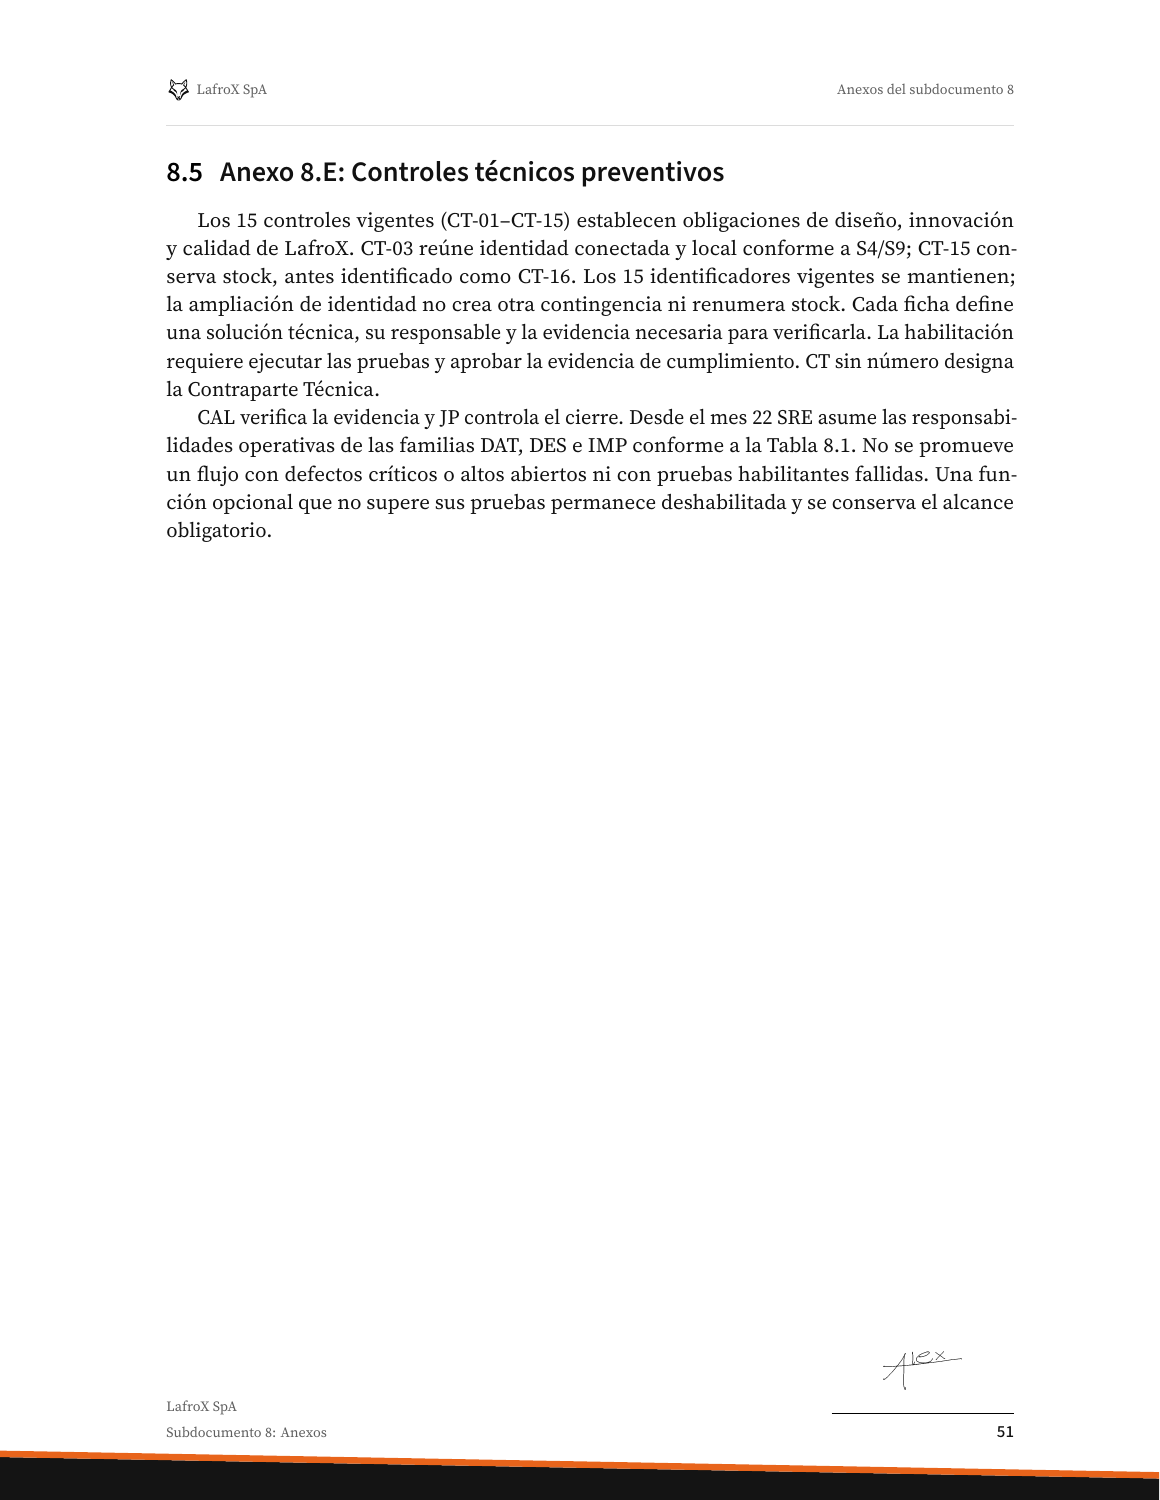 LafroX SpA
Anexos del subdocumento 8
8.5 Anexo 8.E: Controles técnicos preventivos
Los 15 controles vigentes (CT-01–CT-15) establecen obligaciones de diseño, innovación
y calidad de LafroX. CT-03 reúne identidad conectada y local conforme a S4/S9; CT-15 con-
serva stock, antes identificado como CT-16. Los 15 identificadores vigentes se mantienen;
la ampliación de identidad no crea otra contingencia ni renumera stock. Cada ficha define
una solución técnica, su responsable y la evidencia necesaria para verificarla. La habilitación
requiere ejecutar las pruebas y aprobar la evidencia de cumplimiento. CT sin número designa
la Contraparte Técnica.
CAL verifica la evidencia y JP controla el cierre. Desde el mes 22 SRE asume las responsabi-
lidades operativas de las familias DAT, DES e IMP conforme a la Tabla 8.1. No se promueve
un flujo con defectos críticos o altos abiertos ni con pruebas habilitantes fallidas. Una fun-
ción opcional que no supere sus pruebas permanece deshabilitada y se conserva el alcance
obligatorio.
Alex
LafroX SpA
Subdocumento 8: Anexos
51